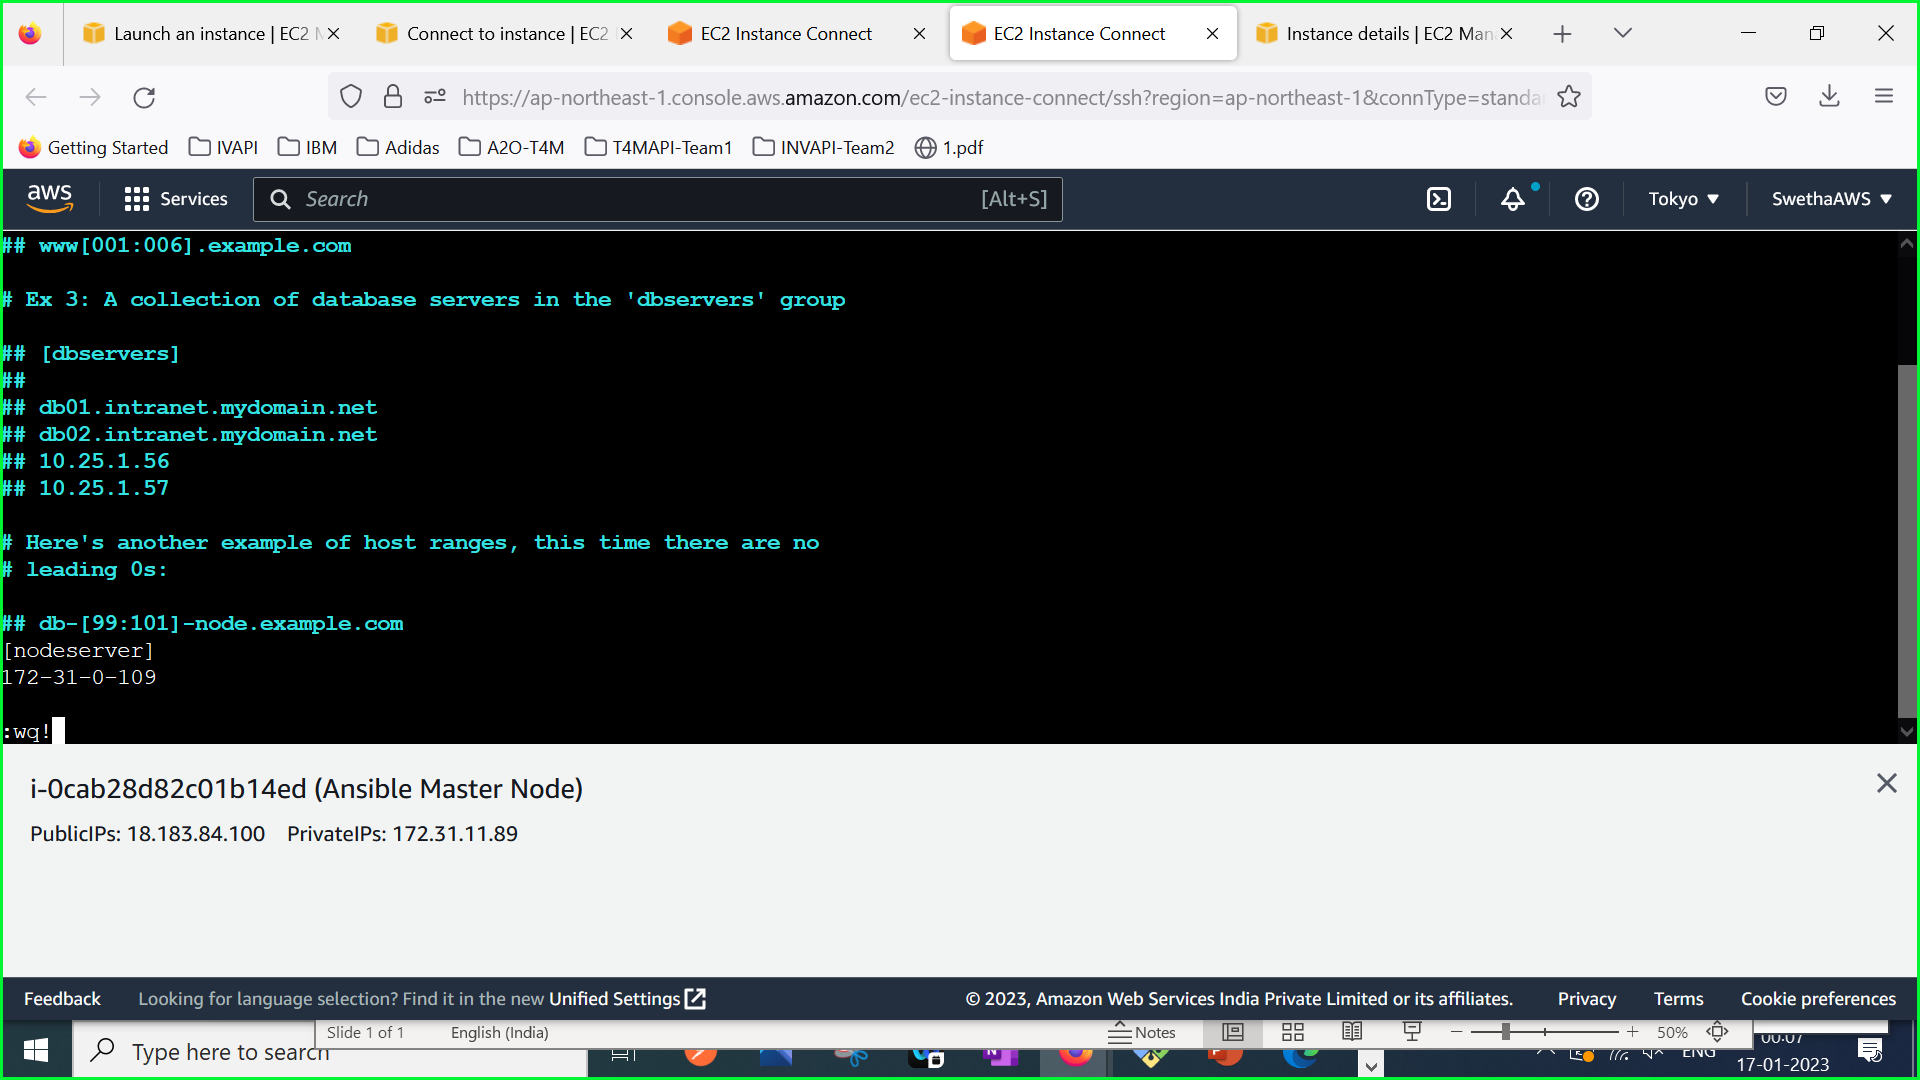 Launch an instance | EC2 M
Connect to instance | EC2
EC2 Instance Connect
EC2 Instance Connect
Instance details | EC2 Man
https://ap-northeast-1.console.aws.amazon.com/ec2-instance-connect/ssh?region=ap-northeast-1&connType=standa
Getting Started
IVAPI
IBM
Adidas
A2O-T4M
T4MAPI-Team1
INVAPI-Team2
1.pdf
aws
Services
Search
[Alt+S]
Tokyo
SwethaAWS
## www[001:006].example.com
# Ex 3: A collection of database servers in the 'dbservers' group
## [dbservers]
##
## db01.intranet.mydomain.net
## db02.intranet.mydomain.net
## 10.25.1.56
## 10.25.1.57
# Here's another example of host ranges, this time there are no
# leading 0s:
## db-[99:101]-node.example.com
[nodeserver]
172-31-0-109
:wq!
i-0cab28d82c01b14ed (Ansible Master Node)
PublicIPs: 18.183.84.100 PrivateIPs: 172.31.11.89
Feedback
Looking for language selection? Find it in the new Unified Settings
© 2023, Amazon Web Services India Private Limited or its affiliates.
Privacy
Terms
Cookie preferences
Slide 1 of 1
English (India)
Notes
50%
Type here to search
ENG
00:07
17-01-2023